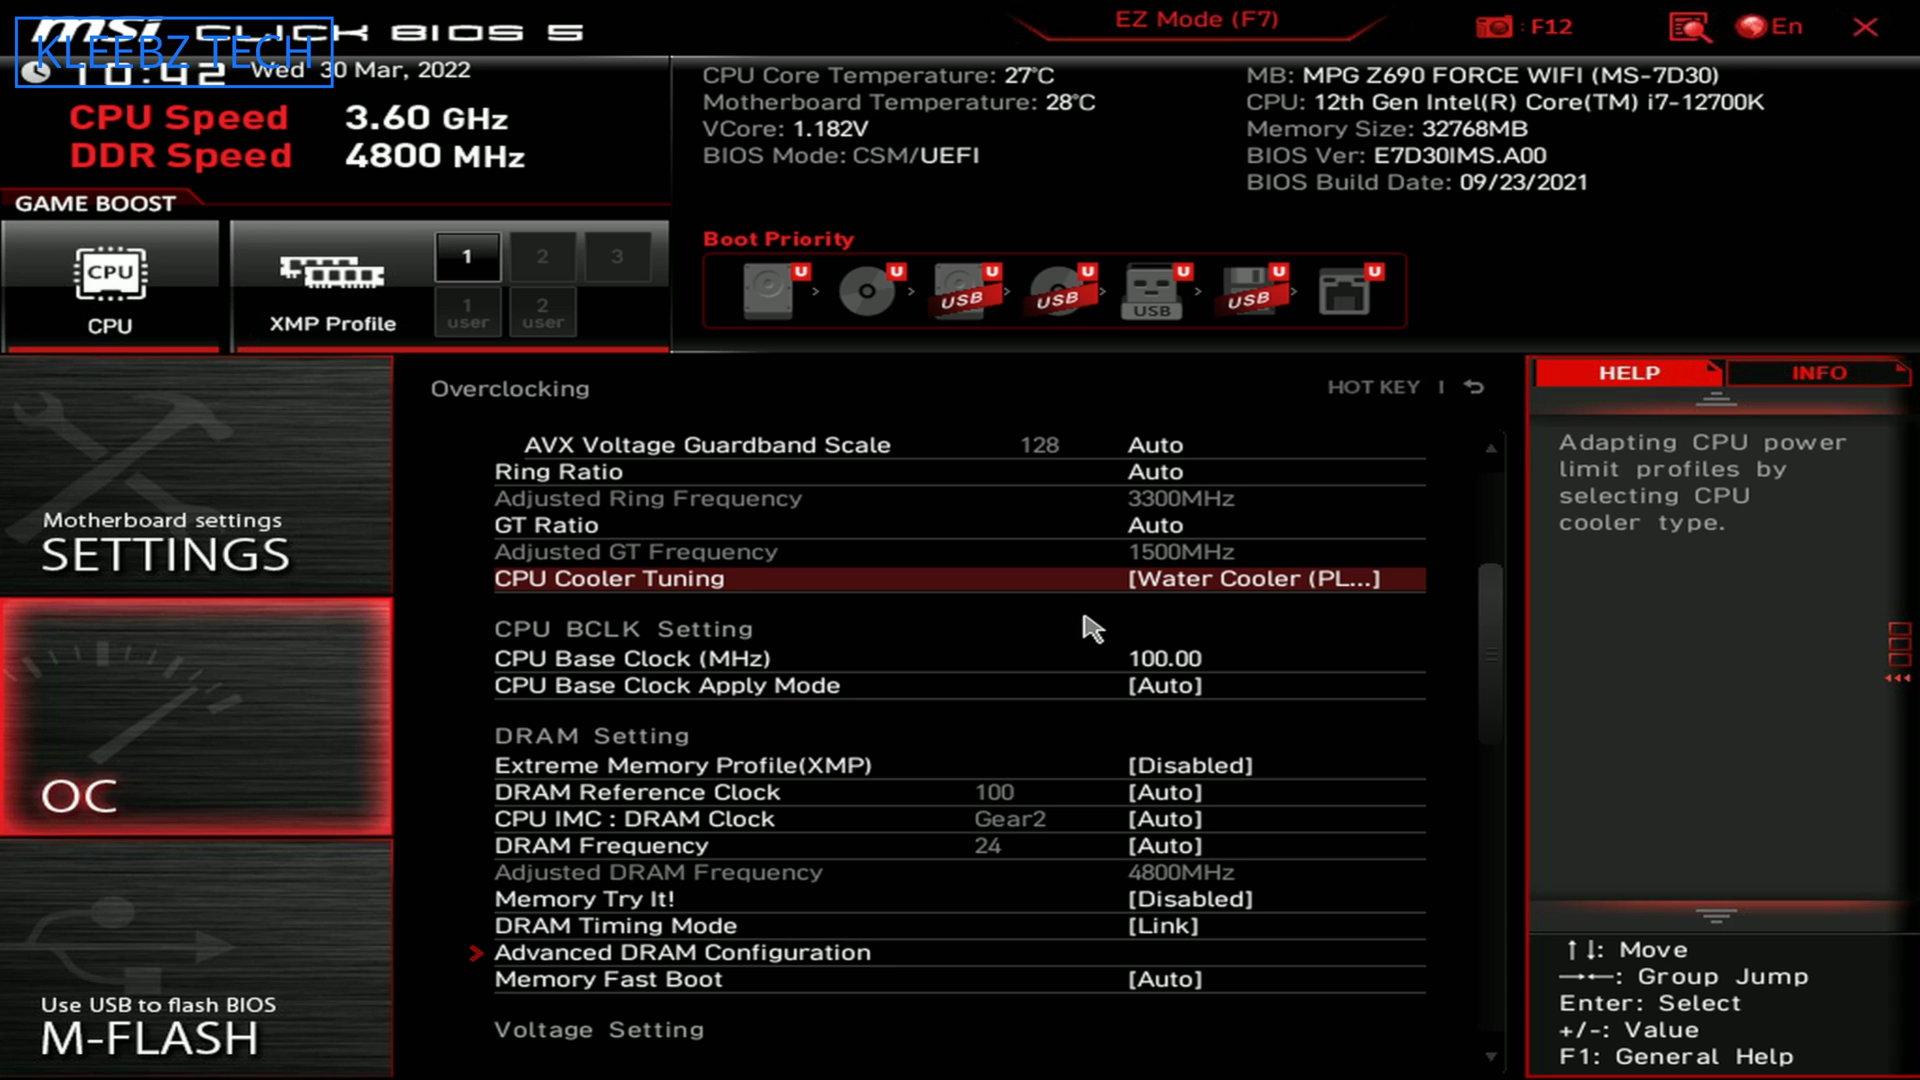 msi CLICK BIOS 5
KLEEBZ TECH
EZ Mode (F7)
: F12
En
10:42 Wed 30 Mar, 2022
CPU Speed 3.60 GHz
DDR Speed 4800 MHz
CPU Core Temperature: 27°C
Motherboard Temperature: 28°C
VCore: 1.182V
BIOS Mode: CSM/UEFI
MB: MPG Z690 FORCE WIFI (MS-7D30)
CPU: 12th Gen Intel(R) Core(TM) i7-12700K
Memory Size: 32768MB
BIOS Ver: E7D30IMS.A00
BIOS Build Date: 09/23/2021
GAME BOOST
CPU
CPU
XMP Profile
1 2 3
1 user
2 user
Boot Priority
U U U U U U U
USB USB USB USB
Motherboard settings
SETTINGS
OC
Use USB to flash BIOS
M-FLASH
Overclocking
HOT KEY |
AVX Voltage Guardband Scale 128 Auto
Ring Ratio Auto
Adjusted Ring Frequency 3300MHz
GT Ratio Auto
Adjusted GT Frequency 1500MHz
CPU Cooler Tuning [Water Cooler (PL...]
CPU BCLK Setting
CPU Base Clock (MHz) 100.00
CPU Base Clock Apply Mode [Auto]
DRAM Setting
Extreme Memory Profile(XMP) [Disabled]
DRAM Reference Clock 100 [Auto]
CPU IMC : DRAM Clock Gear2 [Auto]
DRAM Frequency 24 [Auto]
Adjusted DRAM Frequency 4800MHz
Memory Try It! [Disabled]
DRAM Timing Mode [Link]
> Advanced DRAM Configuration
Memory Fast Boot [Auto]
Voltage Setting
HELP
INFO
Adapting CPU power
limit profiles by
selecting CPU
cooler type.
↑↓: Move
→←: Group Jump
Enter: Select
+/-: Value
F1: General Help